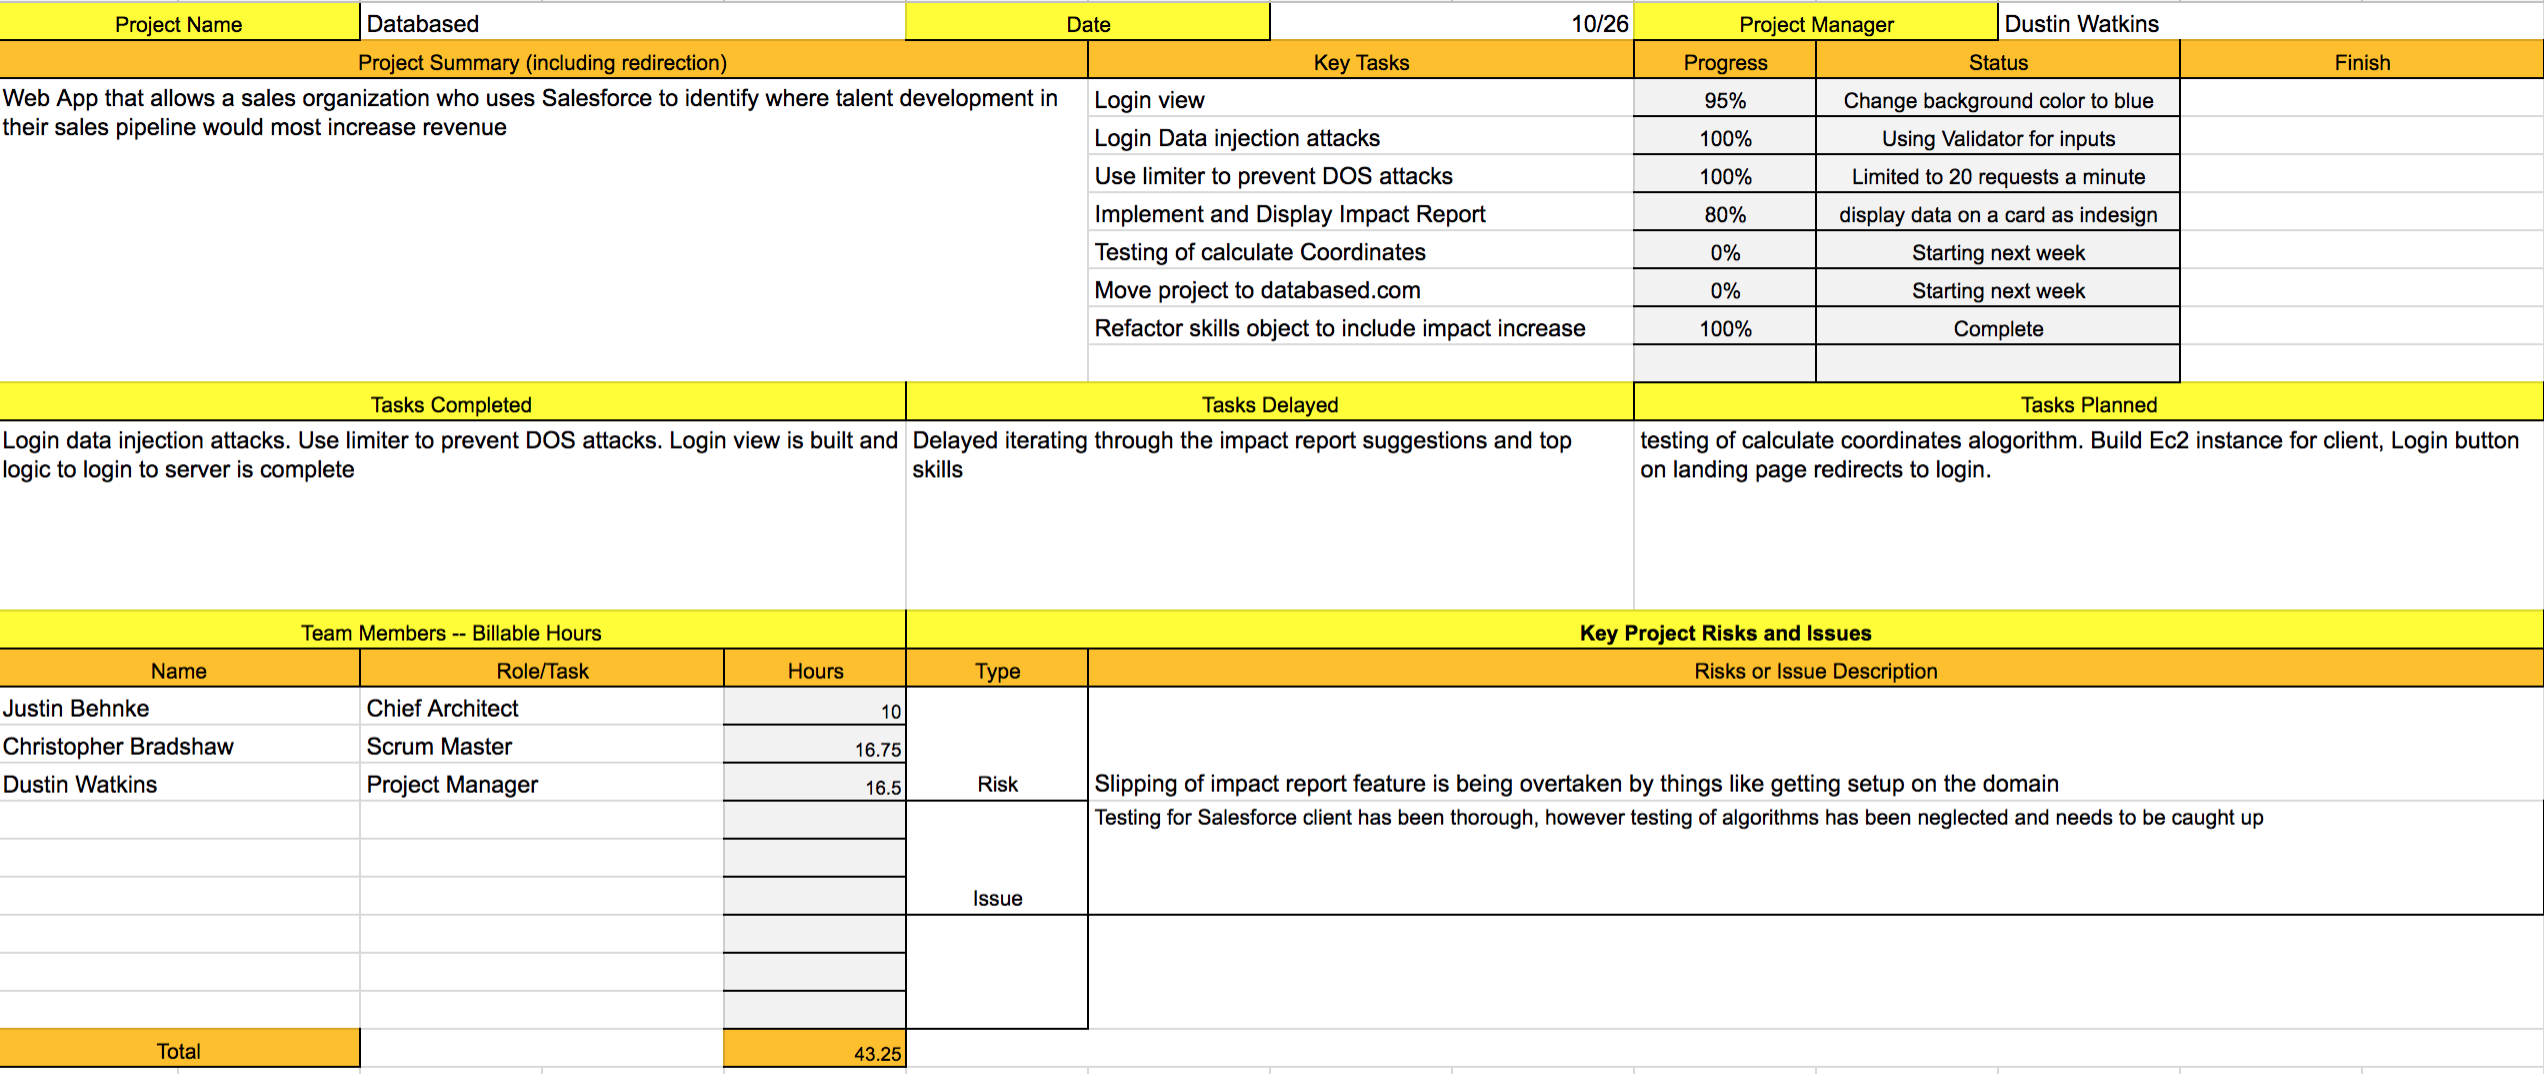 Project Name Databased Date 10/26 Project Manager Dustin Watkins
Project Summary (including redirection) Key Tasks Progress Status Finish
Web App that allows a sales organization who uses Salesforce to identify where talent development in
their sales pipeline would most increase revenue
Login view 95% Change background color to blue
Login Data injection attacks 100% Using Validator for inputs
Use limiter to prevent DOS attacks 100% Limited to 20 requests a minute
Implement and Display Impact Report 80% display data on a card as indesign
Testing of calculate Coordinates 0% Starting next week
Move project to databased.com 0% Starting next week
Refactor skills object to include impact increase 100% Complete
Tasks Completed Tasks Delayed Tasks Planned
Login data injection attacks. Use limiter to prevent DOS attacks. Login view is built and
logic to login to server is complete
Delayed iterating through the impact report suggestions and top
skills
testing of calculate coordinates alogorithm. Build Ec2 instance for client, Login button
on landing page redirects to login.
Team Members -- Billable Hours Key Project Risks and Issues
Name Role/Task Hours Type Risks or Issue Description
Justin Behnke Chief Architect 10
Christopher Bradshaw Scrum Master 16.75
Dustin Watkins Project Manager 16.5
Risk Slipping of impact report feature is being overtaken by things like getting setup on the domain
Testing for Salesforce client has been thorough, however testing of algorithms has been neglected and needs to be caught up
Issue
Total 43.25